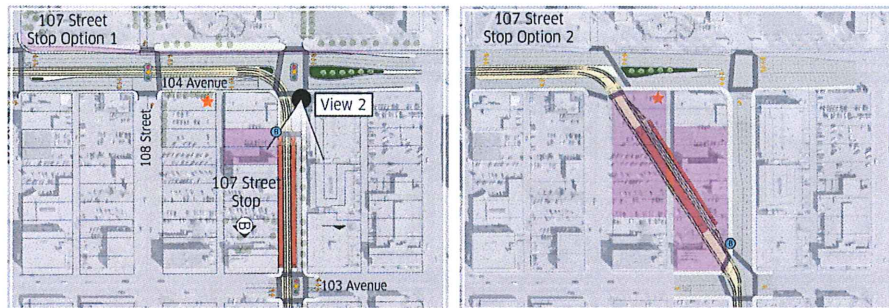 107 Street
Stop Option 1
104 Avenue
View 2
108 Street
B
107 Street
Stop
B
103 Avenue
107 Street
Stop Option 2
B